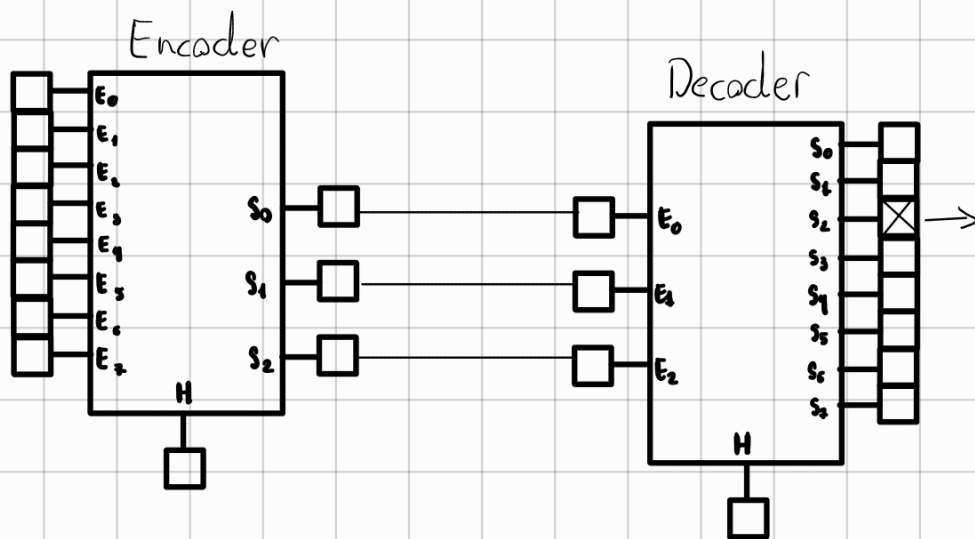 Encoder
Decoder
E₀
E₁
E₂
E₃
E₄
E₅
E₆
E₇
S₀
S₁
S₂
H
E₀
E₁
E₂
S₀
S₁
S₂
S₃
S₄
S₅
S₆
S₇
H